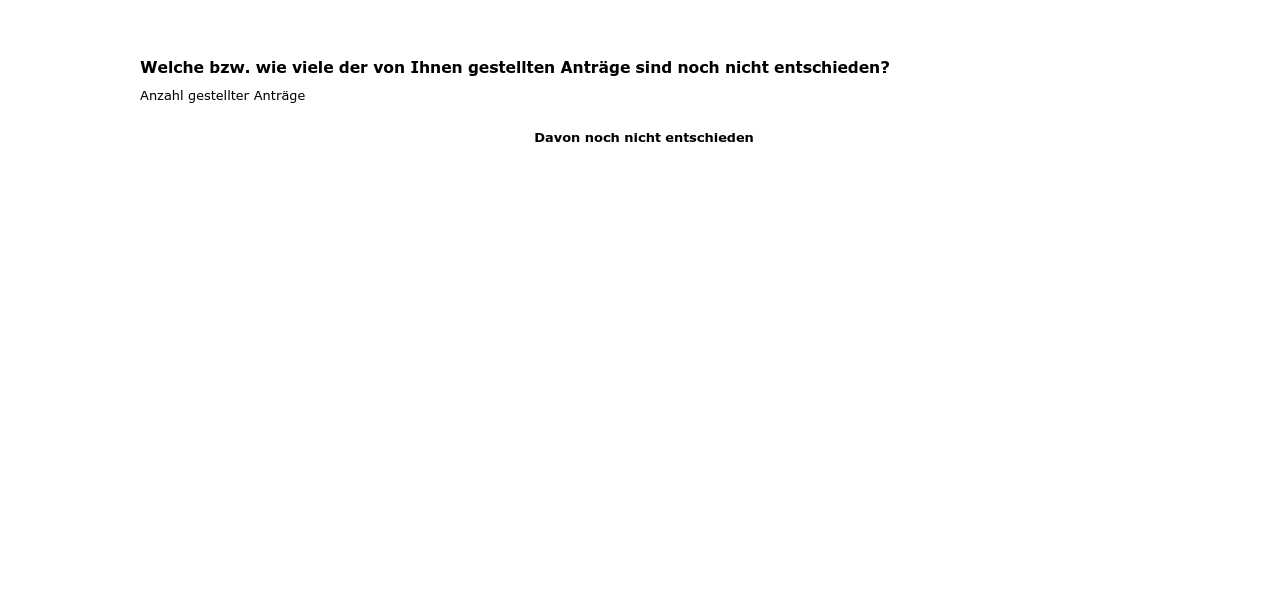 Welche bzw. wie viele der von Ihnen gestellten Anträge sind noch nicht entschieden?
Anzahl gestellter Anträge
Davon noch nicht entschieden